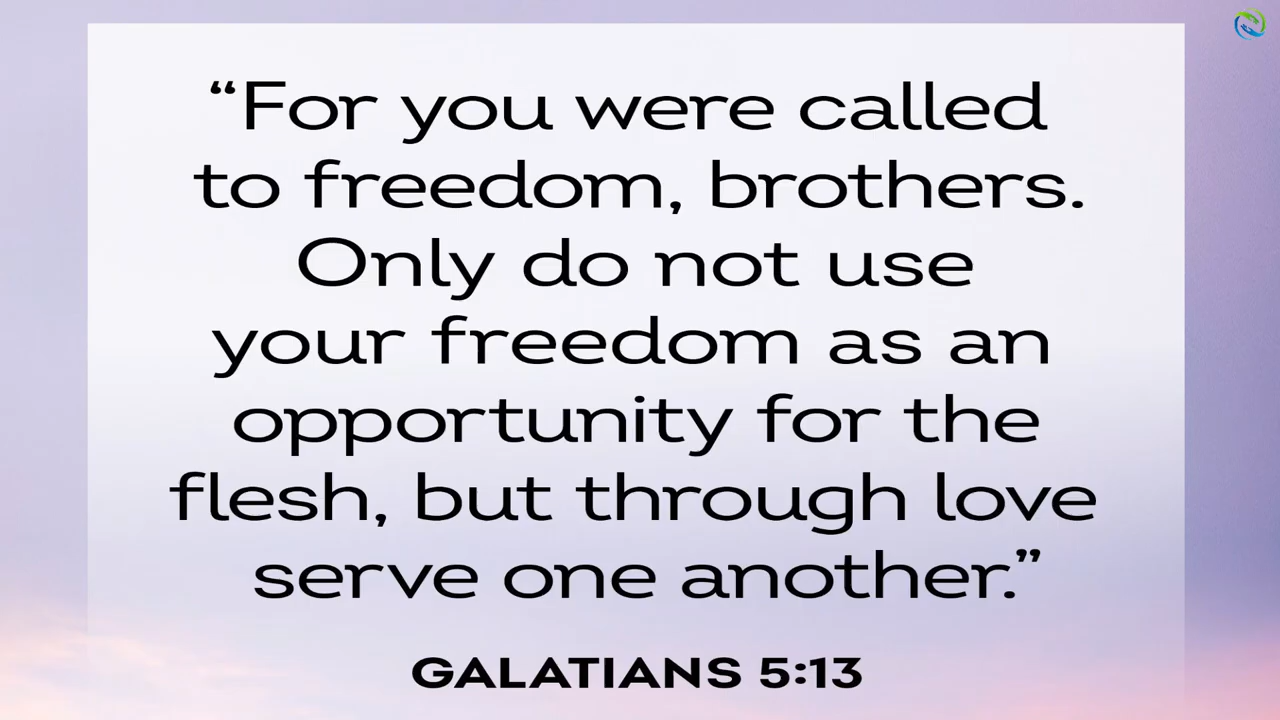 “For you were called
to freedom, brothers.
Only do not use
your freedom as an
opportunity for the
flesh, but through love
serve one another.”
GALATIANS 5:13